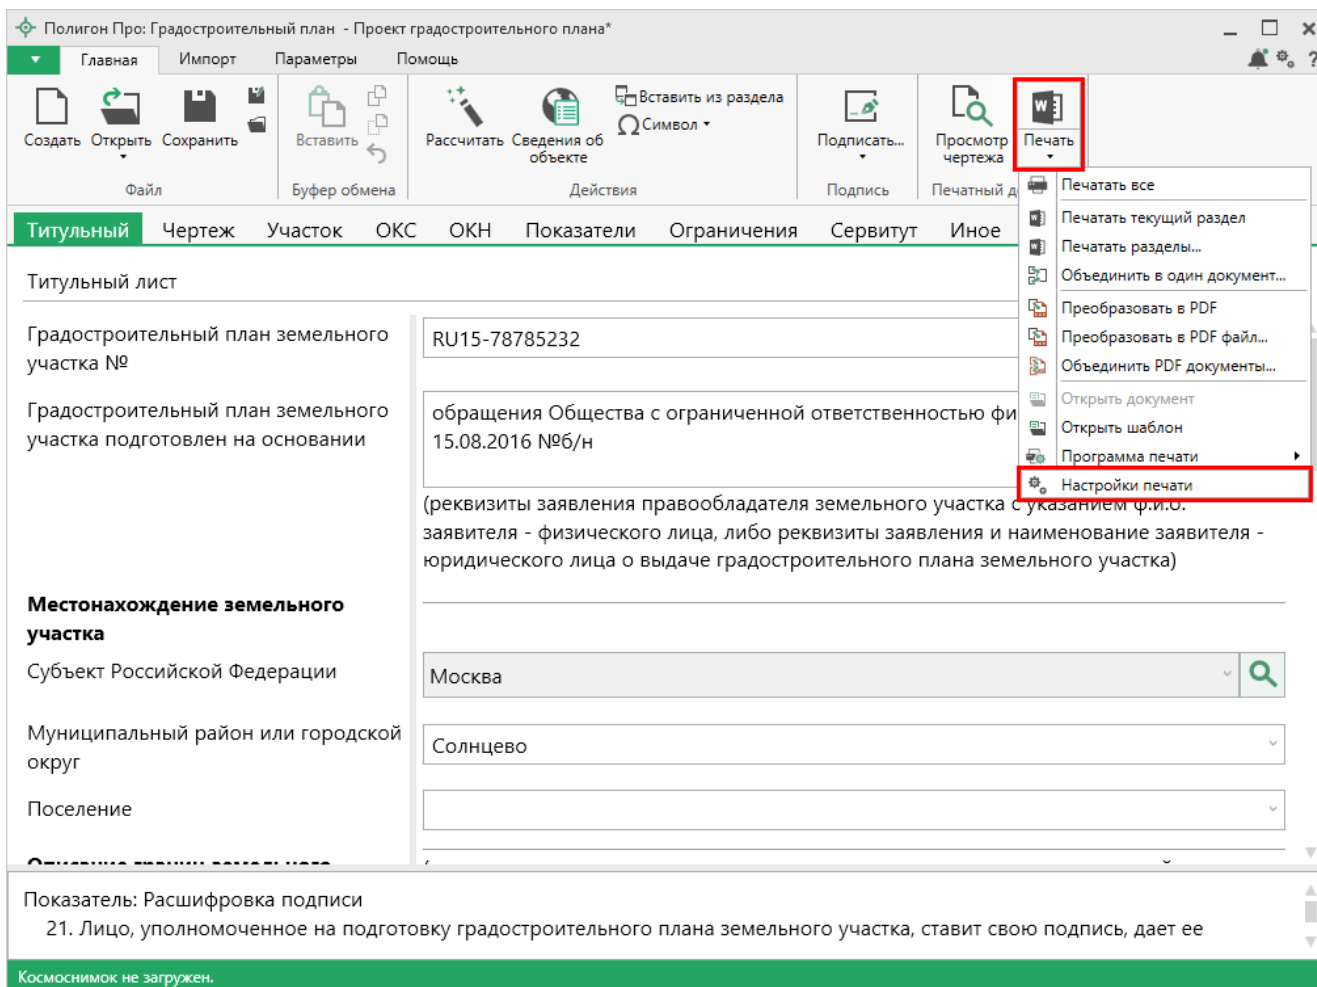 Полигон Про: Градостроительный план - Проект градостроительного плана*
Главная Импорт Параметры Помощь
?
Создать Открыть Сохранить
Файл
Вставить
Буфер обмена
Рассчитать Сведения об объекте
Вставить из раздела
Символ
Действия
Подписать...
Подпись
Просмотр чертежа
Печать
Печатный д
Печатать все
Печатать текущий раздел
Печатать разделы...
Объединить в один документ...
Преобразовать в PDF
Преобразовать в PDF файл...
Объединить PDF документы...
Открыть документ
Открыть шаблон
Программа печати
Настройки печати
Титульный Чертеж Участок ОКС ОКН Показатели Ограничения Сервитут Иное
Титульный лист
Градостроительный план земельного
участка №
RU15-78785232
Градостроительный план земельного
участка подготовлен на основании
обращения Общества с ограниченной ответственностью фи
15.08.2016 №б/н
(реквизиты заявления правообладателя земельного участка с указанием ф.и.о.
заявителя - физического лица, либо реквизиты заявления и наименование заявителя -
юридического лица о выдаче градостроительного плана земельного участка)
Местонахождение земельного
участка
Субъект Российской Федерации
Москва
Муниципальный район или городской
округ
Солнцево
Поселение
Описание границ земельного
Показатель: Расшифровка подписи
21. Лицо, уполномоченное на подготовку градостроительного плана земельного участка, ставит свою подпись, дает ее
Космоснимок не загружен.